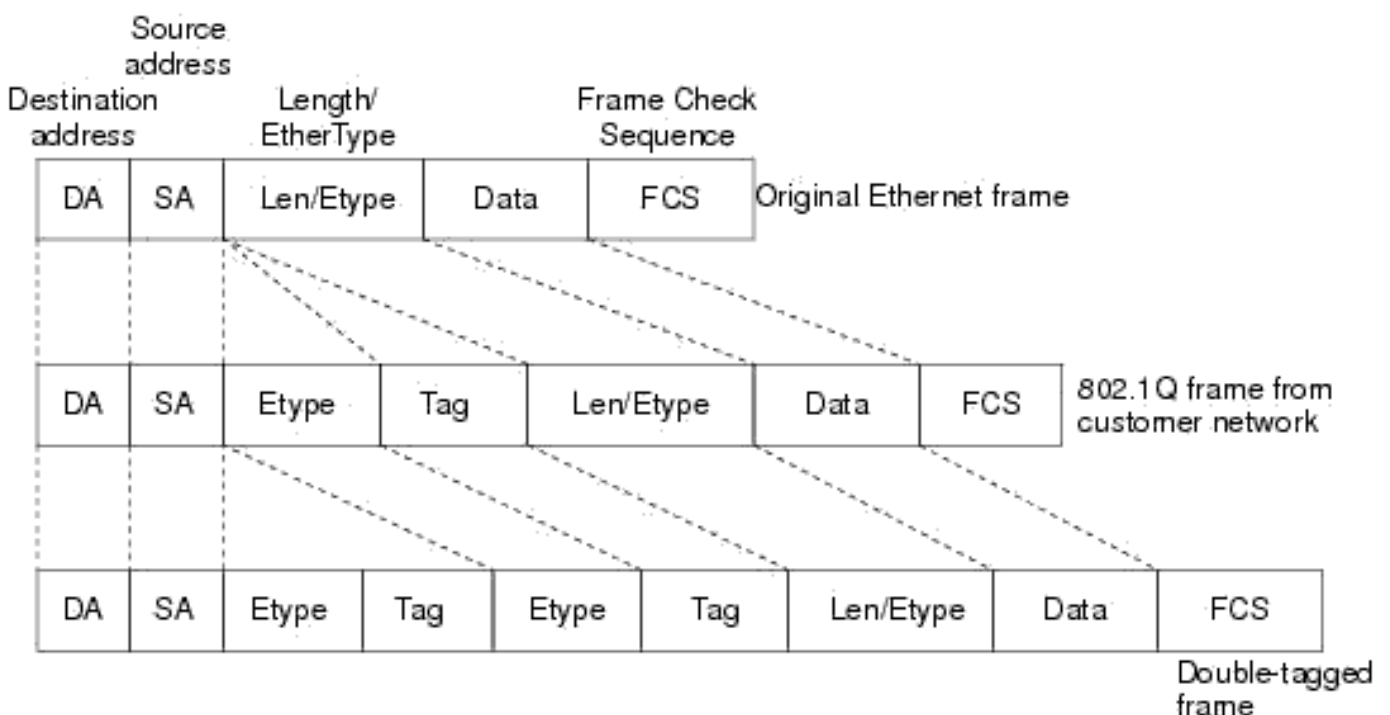 Source
address
Destination
address
Length/
EtherType
Frame Check
Sequence
DA SA Len/Etype Data FCS Original Ethernet frame
DA SA Etype Tag Len/Etype Data FCS
802.1Q frame from
customer network
DA SA Etype Tag Etype Tag Len/Etype Data FCS
Double-tagged
frame